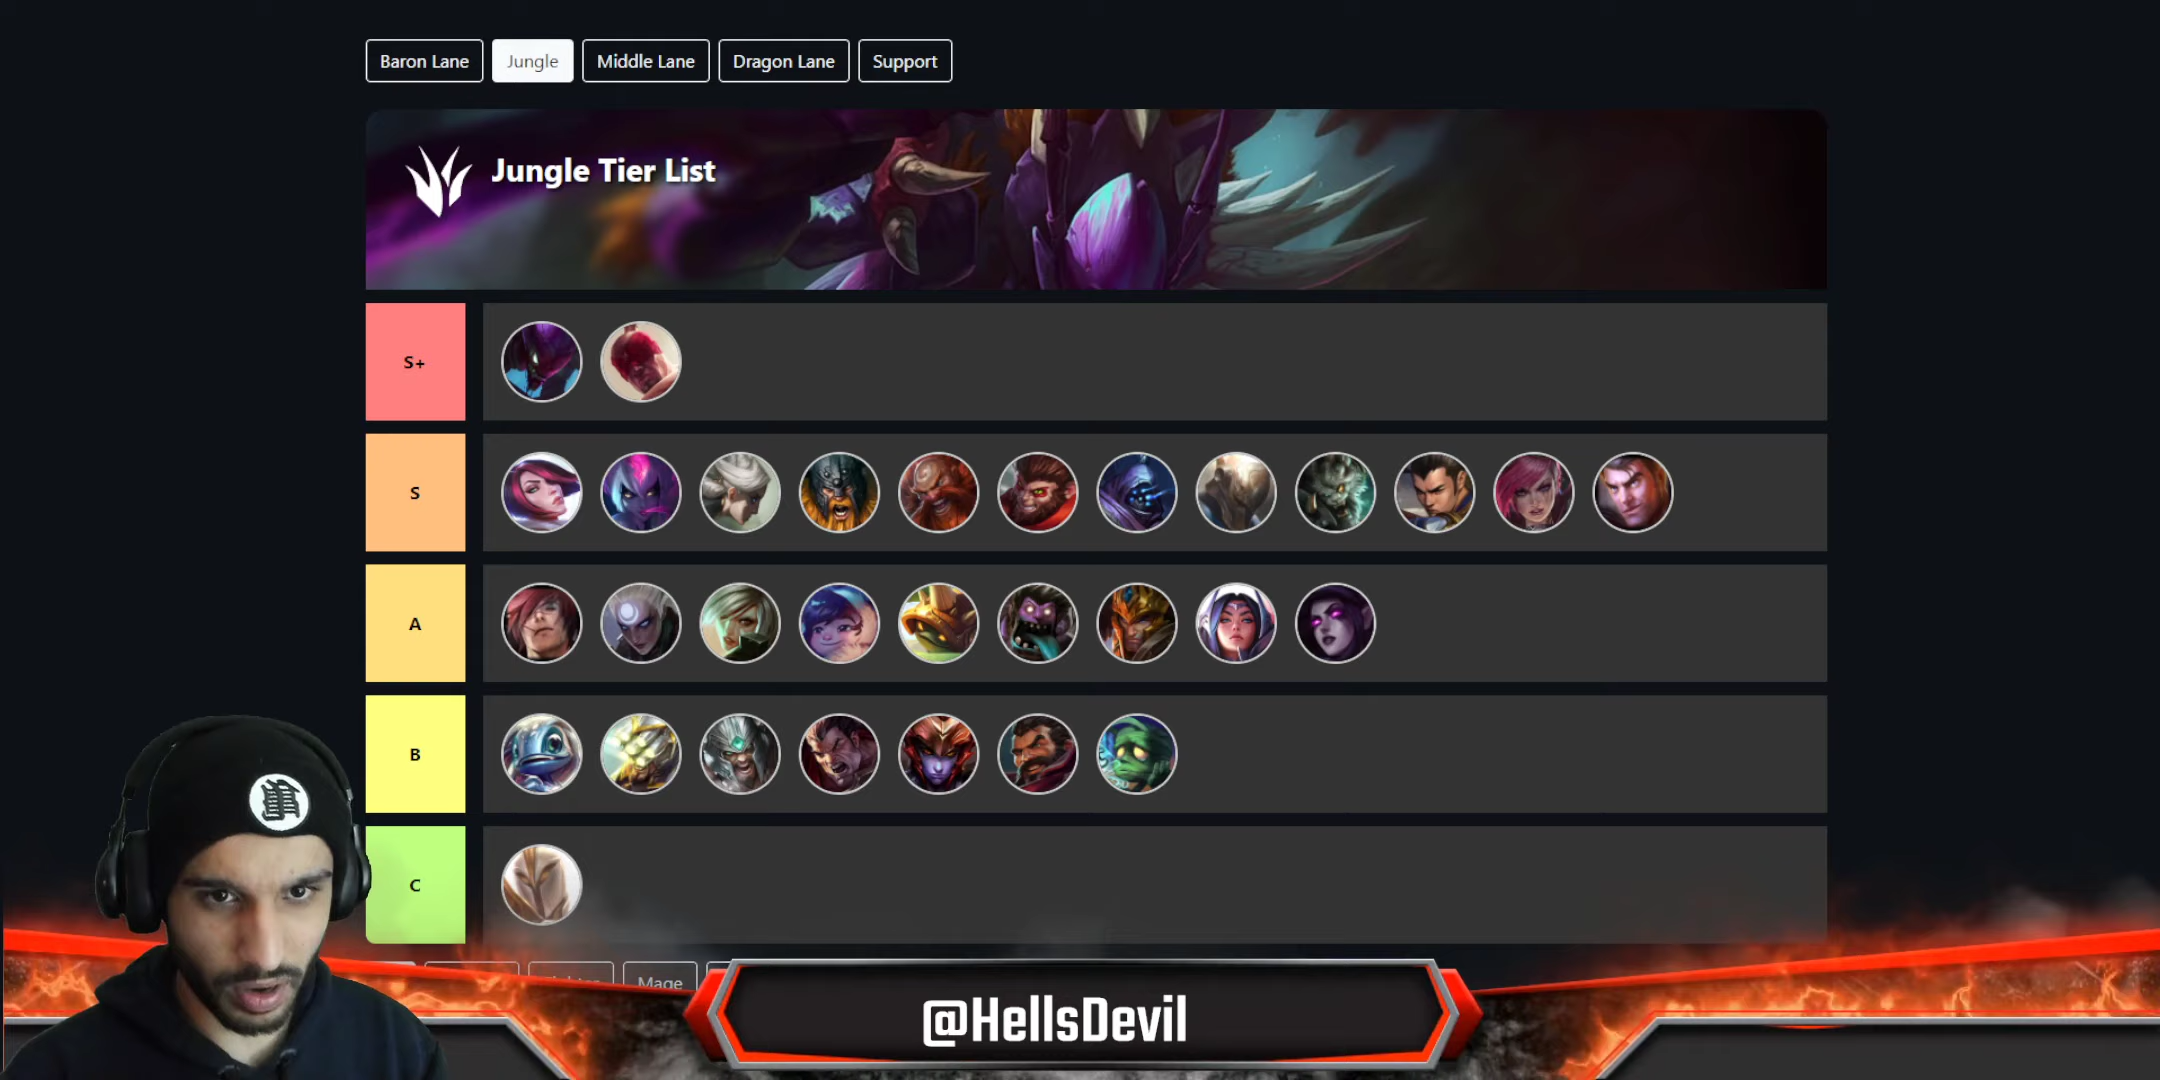 Baron Lane
Jungle
Middle Lane
Dragon Lane
Support
Jungle Tier List
S+
S
A
B
C
Mage
@HellsDevil